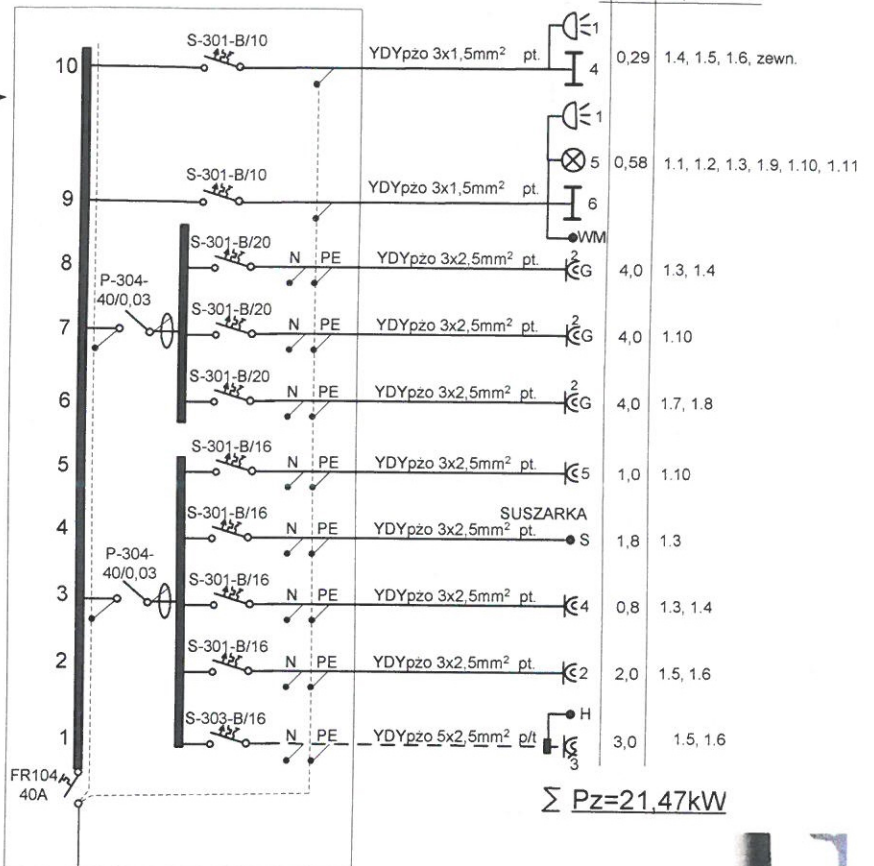 S-301-B/10
10 YDYpżo 3x1,5mm² pt. 1
4 0,29 1.4, 1.5, 1.6, zewn.
1
5 0,58 1.1, 1.2, 1.3, 1.9, 1.10, 1.11
S-301-B/10
9 YDYpżo 3x1,5mm² pt. 6
WM
S-301-B/20
8 N PE YDYpżo 3x2,5mm² pt. 2 G 4,0 1.3, 1.4
P-304-
40/0,03
S-301-B/20
7 N PE YDYpżo 3x2,5mm² pt. 2 G 4,0 1.10
S-301-B/20
6 N PE YDYpżo 3x2,5mm² pt. 2 G 4,0 1.7, 1.8
S-301-B/16
5 N PE YDYpżo 3x2,5mm² pt. 5 1,0 1.10
SUSZARKA
S-301-B/16
4 N PE YDYpżo 3x2,5mm² pt. S 1,8 1.3
P-304-
40/0,03
S-301-B/16
3 N PE YDYpżo 3x2,5mm² pt. 4 0,8 1.3, 1.4
S-301-B/16
2 N PE YDYpżo 3x2,5mm² pt. 2 2,0 1.5, 1.6
H
S-303-B/16
1 N PE YDYpżo 5x2,5mm² p/t 3 3,0 1.5, 1.6
FR104
40A
Σ Pz=21,47kW